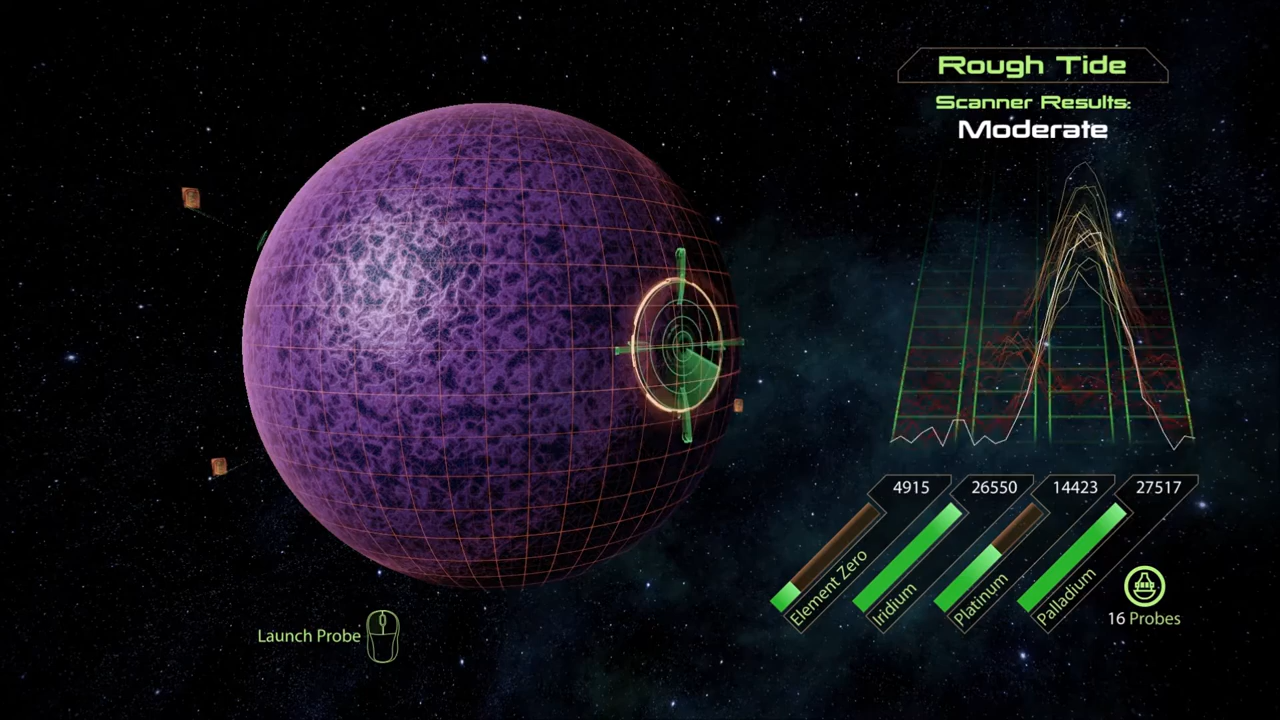 Rough Tide
Scanner Results:
Moderate
4915
26550
14423
27517
Element Zero
Iridium
Platinum
Palladium
16 Probes
Launch Probe